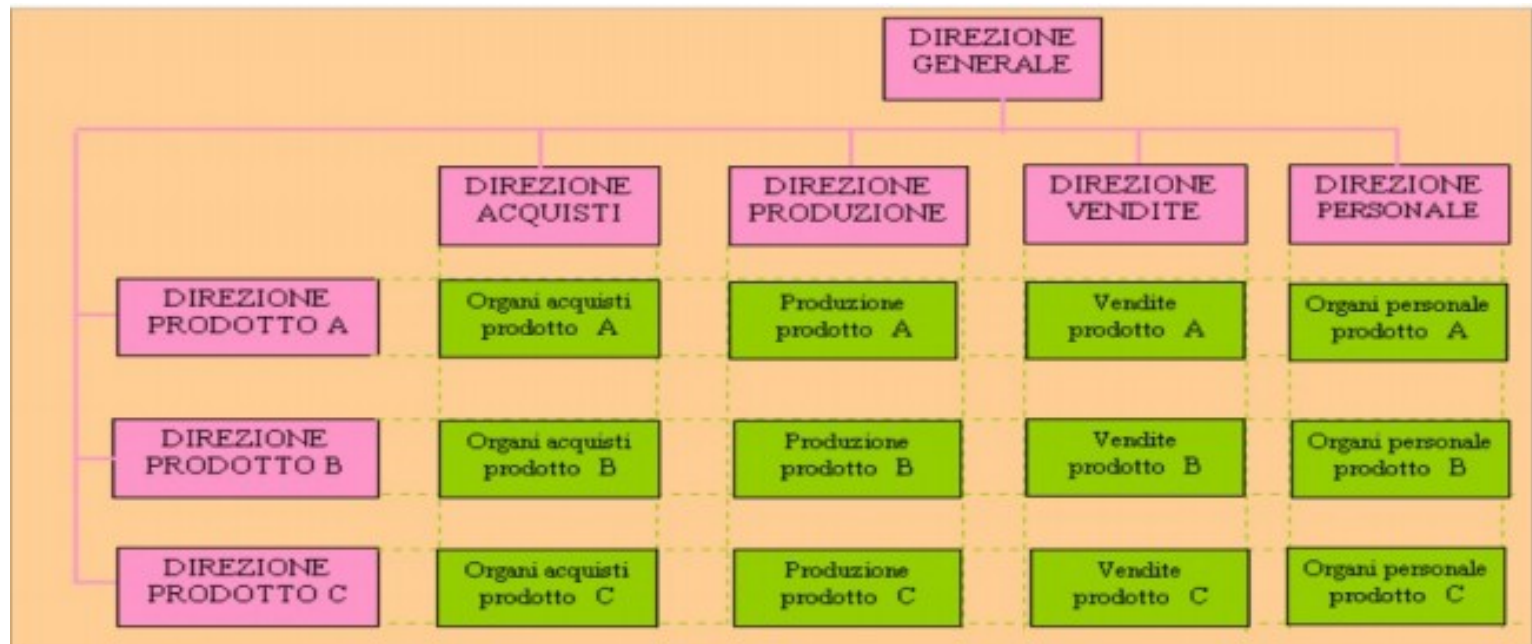 DIREZIONE
GENERALE
DIREZIONE
ACQUISTI
DIREZIONE
PRODUZIONE
DIREZIONE
VENDITE
DIREZIONE
PERSONALE
DIREZIONE
PRODOTTO A
Organi acquisti
prodotto A
Produzione
prodotto A
Vendite
prodotto A
Organi personale
prodotto A
DIREZIONE
PRODOTTO B
Organi acquisti
prodotto B
Produzione
prodotto B
Vendite
prodotto B
Organi personale
prodotto B
DIREZIONE
PRODOTTO C
Organi acquisti
prodotto C
Produzione
prodotto C
Vendite
prodotto C
Organi personale
prodotto C